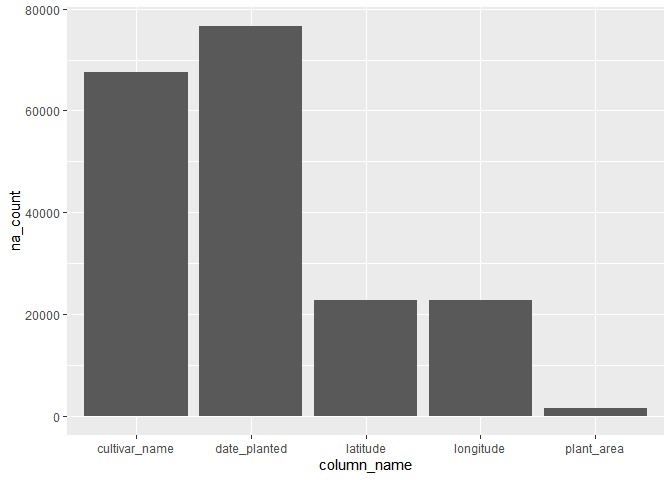 80000
60000
40000
20000
0
na_count
cultivar_name
date_planted
latitude
longitude
plant_area
column_name